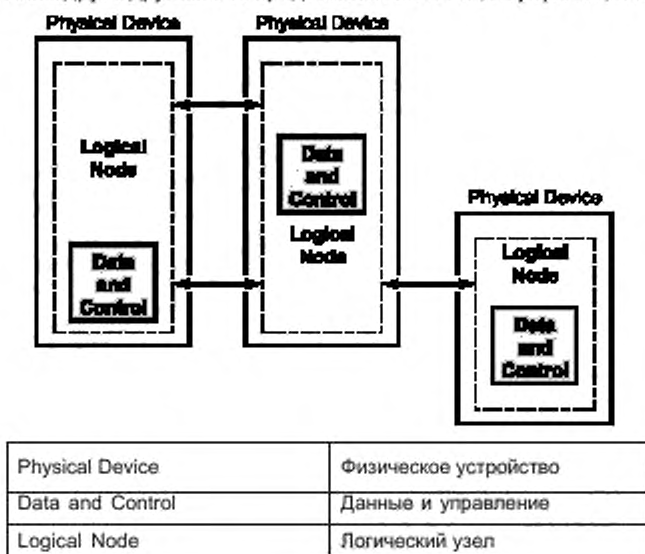 Physical Device
Physical Device
Logical
Node
Data
and
Control
Data
and
Control
Logical
Node
Physical Device
Logical
Node
Data
and
Control
Physical Device Физическое устройство
Data and Control Данные и управление
Logical Node Логический узел